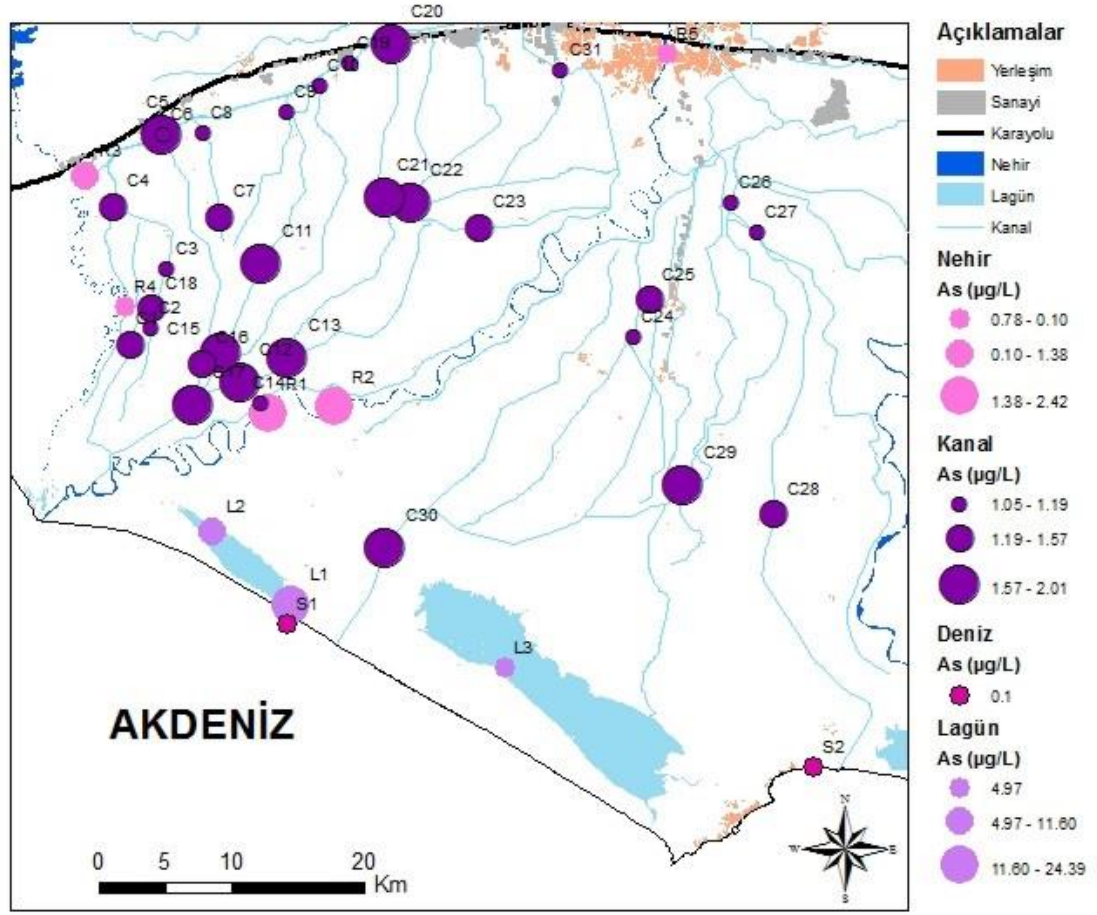 C20
C19
C10
C31
R5
C9
C5
C6
C8
R3
C4
C7
C21
C22
C23
C26
C27
C11
C3
C18
R4
C2
C15
C25
C24
C13
C16
C12
C14
R1
R2
C29
C28
C30
L2
L1
S1
L3
S2
AKDENİZ
0 5 10 20
Km
N
W E
S
Açıklamalar
Yerleşim
Sanayi
Karayolu
Nehir
Lagün
Kanal
Nehir
As (µg/L)
0.78 - 0.10
0.10 - 1.38
1.38 - 2.42
Kanal
As (µg/L)
1.05 - 1.19
1.19 - 1.57
1.57 - 2.01
Deniz
As (µg/L)
0.1
Lagün
As (µg/L)
4.97
4.97 - 11.60
11.60 - 24.39